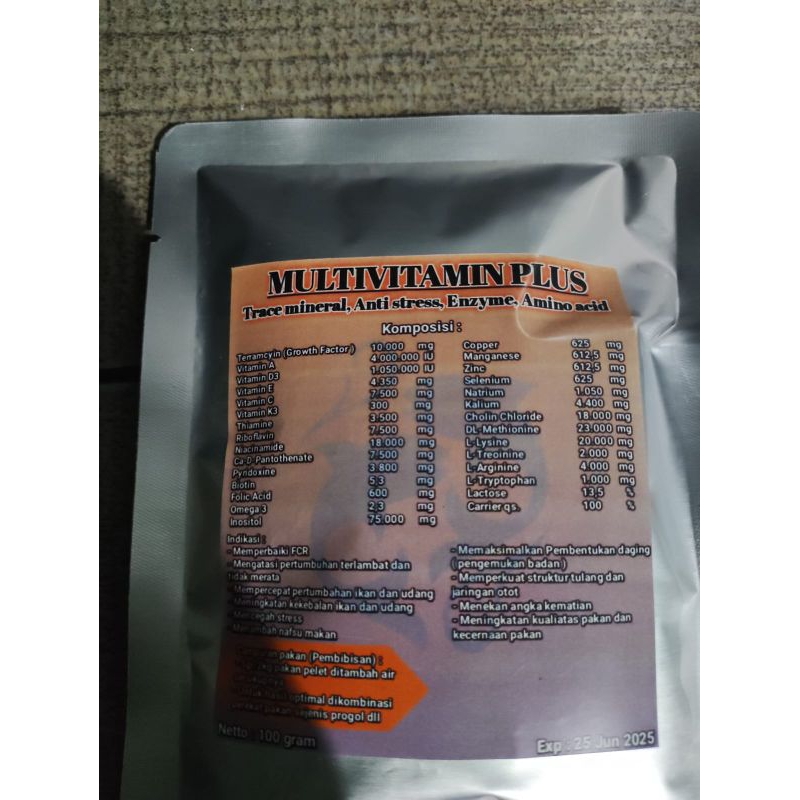 MULTIVITAMIN PLUS
Trace mineral, Anti stress, Enzyme, Amino acid
Komposisi :
Terramcyin (Growth Factor ) 10.000 mg
Vitamin A 4.000.000 IU
Vitamin D3 1.050.000 IU
Vitamin E 4.350 mg
Vitamin C 7.500 mg
Vitamin K3 300 mg
Thiamine 3.500 mg
Riboflavin 7.500 mg
Niacinamide 18.000 mg
Ca-D-Pantothenate 7.500 mg
Pyridoxine 3.800 mg
Biotin 5,3 mg
Folic Acid 600 mg
Omega 3 2,3 mg
Inositol 75.000 mg
Copper 625 mg
Manganese 612,5 mg
Zinc 612,5 mg
Selenium 625 mg
Natrium 1.050 mg
Kalium 4.400 mg
Cholin Chloride 18.000 mg
DL-Methionine 23.000 mg
L-Lysine 20.000 mg
L-Treoinine 2.000 mg
L-Arginine 4.000 mg
L-Tryptophan 1.000 mg
Lactose 13,5 %
Carrier qs. 100 %
Indikasi :
- Memperbaiki FCR
- Mengatasi pertumbuhan terlambat dan
tidak merata
- Mempercepat pertumbahan ikan dan udang
- Meningkatan kekebalan ikan dan udang
- Mencegah stress
- Menambah nafsu makan
- Memaksimalkan Pembentukan daging
( pengemukan badan )
- Memperkuat struktur tulang dan
jaringan otot
- Menekan angka kematian
- Meningkatan kualiatas pakan dan
kecernaan pakan
pakan (Pembibisan) :
pakan pelet ditambah air
optimal dikombinasi
perekat pakan sejenis progol dll
Netto : 100 gram
Exp : 25 Jun 2025